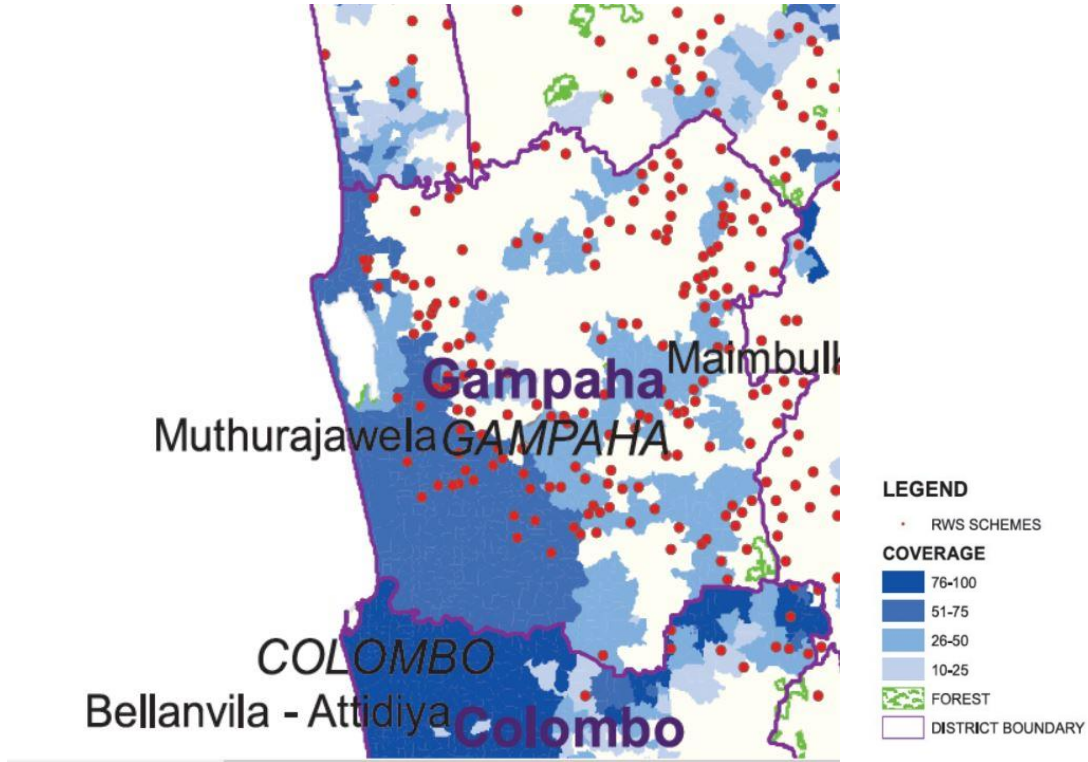 Gampaha
Maimbulk
Muthurajawela
GAMPAHA
COLOMBO
Bellanvila - Attidiya
Colombo
LEGEND
RWS SCHEMES
COVERAGE
76-100
51-75
26-50
10-25
FOREST
DISTRICT BOUNDARY